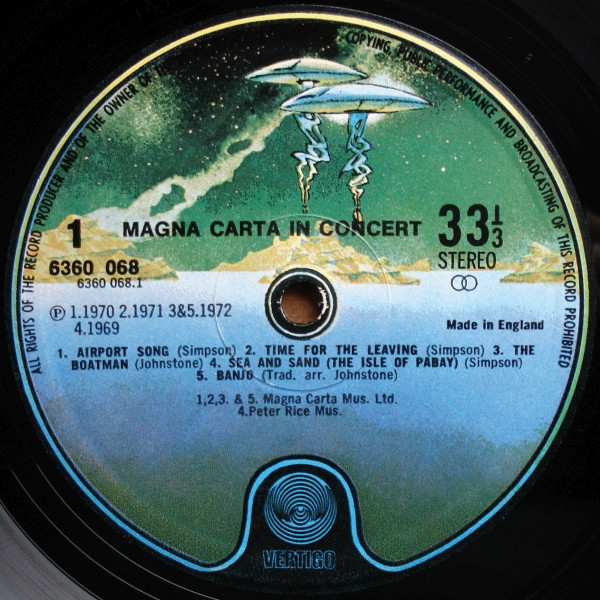 ALL RIGHTS OF THE RECORD PRODUCER AND OF THE OWNER OF
COPYING, PUBLIC PERFORMANCE AND BROADCASTING OF THIS RECORD PROHIBITED
1
MAGNA CARTA IN CONCERT
33 1/3
STEREO
6360 068
6360 068.1
Ⓟ 1.1970 2.1971 3&5.1972
4.1969
Made in England
1. AIRPORT SONG (Simpson) 2. TIME FOR THE LEAVING (Simpson) 3. THE
BOATMAN (Johnstone) 4. SEA AND SAND (THE ISLE OF PABAY) (Simpson)
5. BANJO (Trad. arr. Johnstone)
1,2,3. & 5. Magna Carta Mus. Ltd.
4.Peter Rice Mus.
VERTIGO